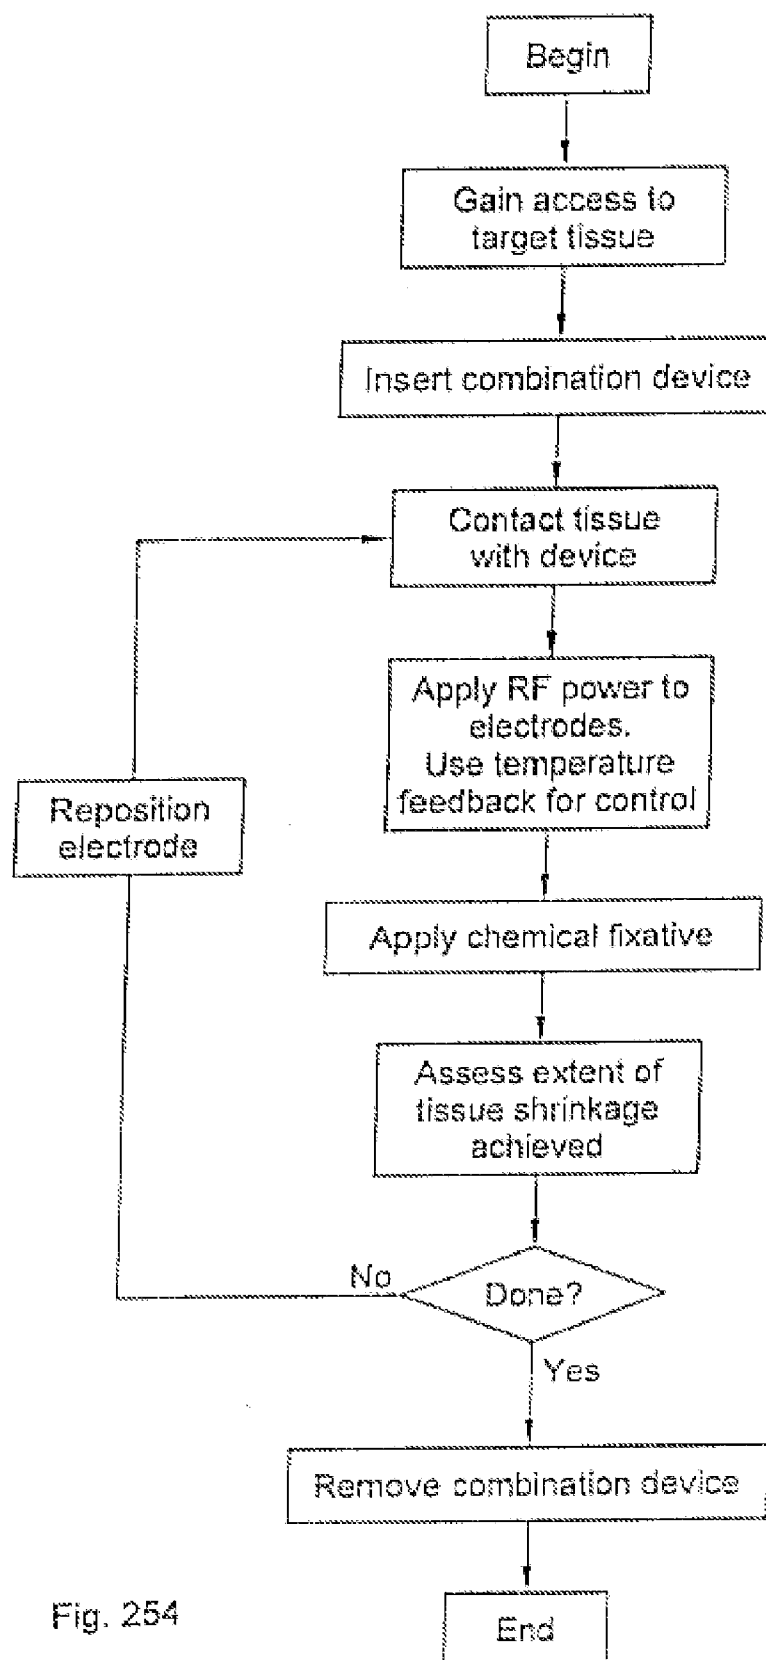 Begin
Gain access to
target tissue
Insert combination device
Contact tissue
with device
Apply RF power to
electrodes.
Use temperature
feedback for control
Reposition
electrode
Apply chemical fixative
Assess extent of
tissue shrinkage
achieved
No
Done?
Yes
Remove combination device
End
Fig. 254